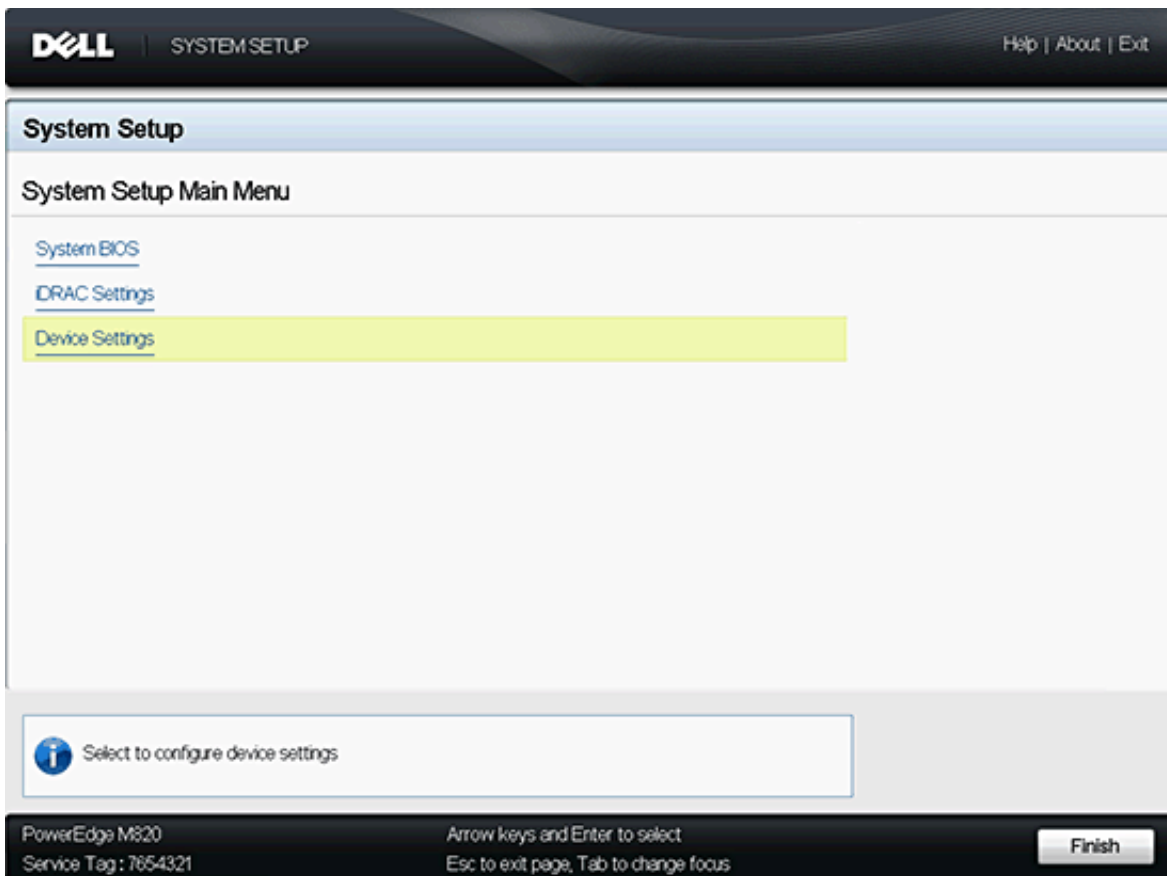 DELL SYSTEM SETUP Help | About | Exit
System Setup
System Setup Main Menu
System BIOS
iDRAC Settings
Device Settings
Select to configure device settings
PowerEdge M820 Arrow keys and Enter to select
Finish
Service Tag : 7654321 Esc to exit page, Tab to change focus